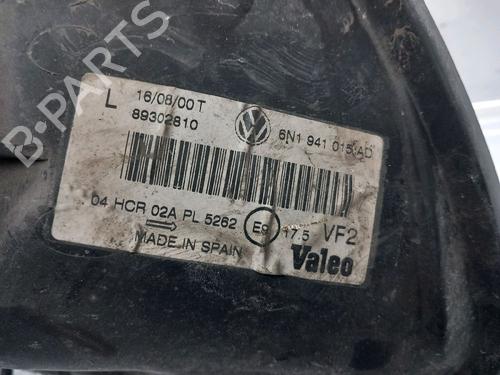 B-PARTS
L 16/08/00 T
89302810
6N1 941 015 AD
04 HCR 02A PL 5262 E9 17.5 VF2
MADE IN SPAIN
Valeo